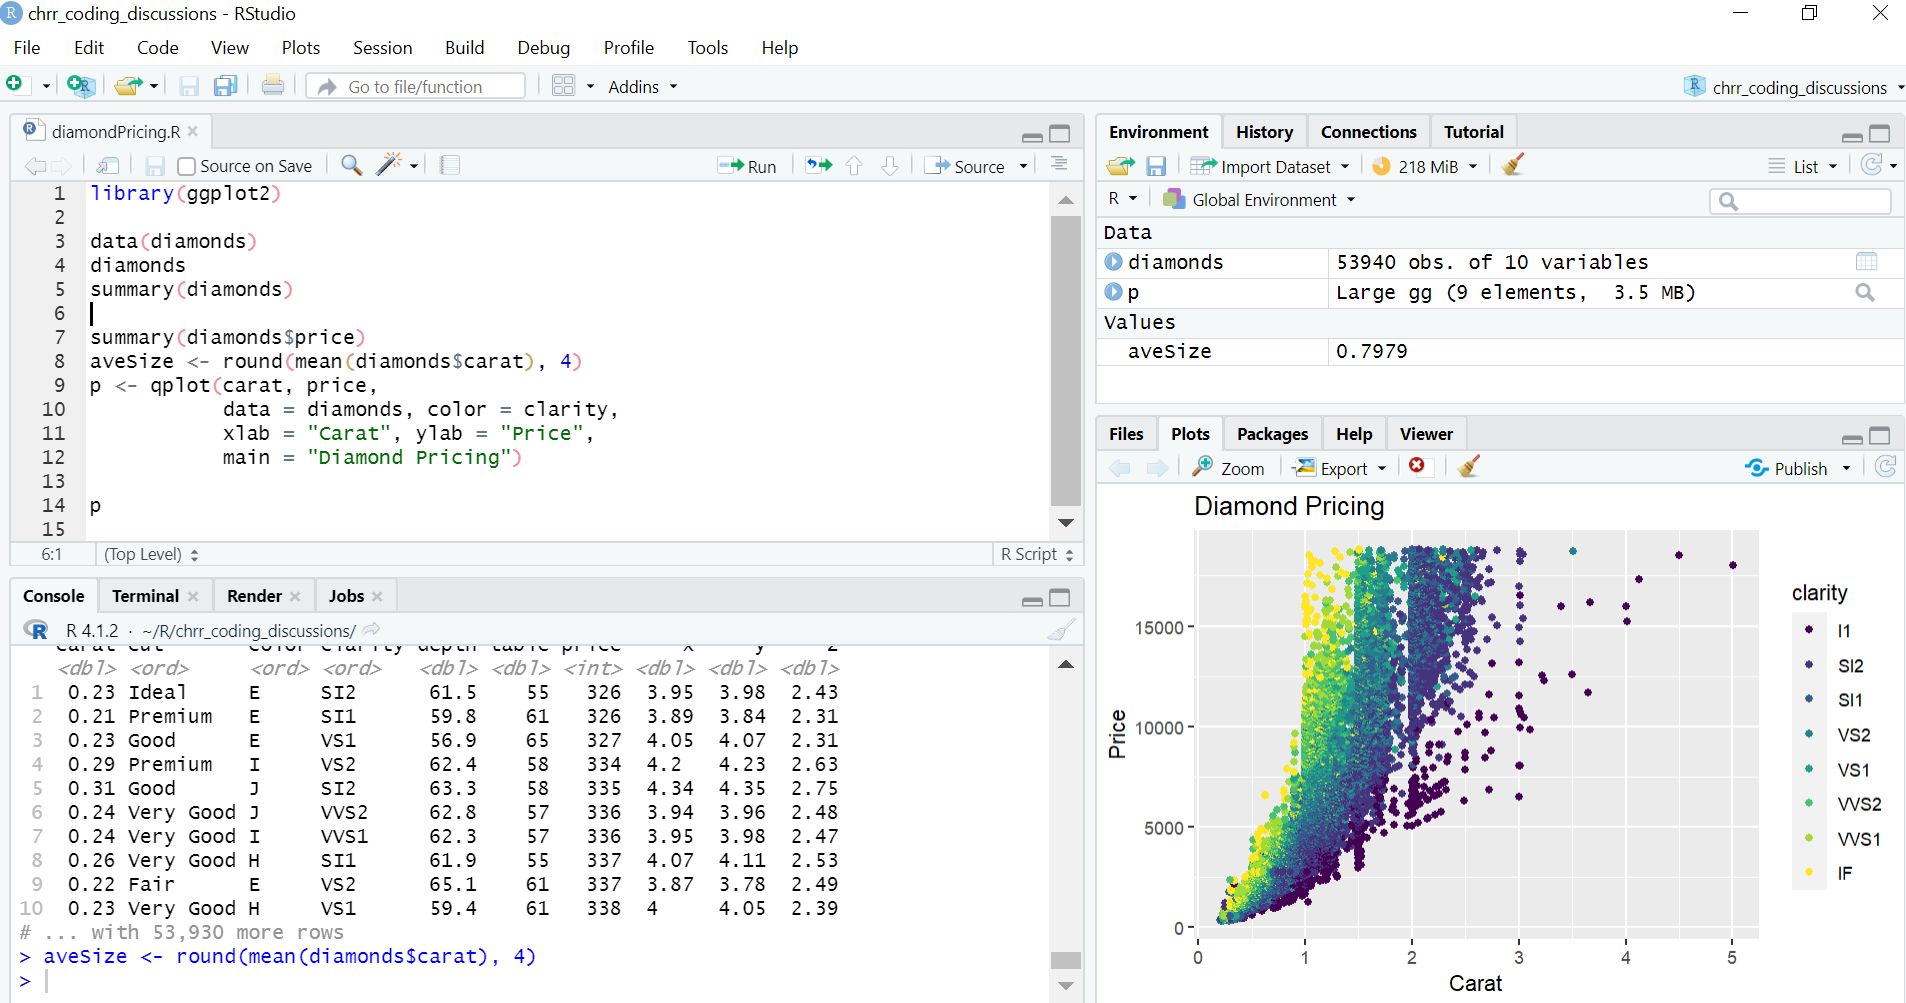 chrr_coding_discussions - RStudio
File Edit Code View Plots Session Build Debug Profile Tools Help
Go to file/function Addins chrr_coding_discussions
diamondPricing.R
Source on Save Run Source
1 library(ggplot2)
2
3 data(diamonds)
4 diamonds
5 summary(diamonds)
6
7 summary(diamonds$price)
8 aveSize <- round(mean(diamonds$carat), 4)
9 p <- qplot(carat, price,
10 data = diamonds, color = clarity,
11 xlab = "Carat", ylab = "Price",
12 main = "Diamond Pricing")
13
14 p
15
6:1 (Top Level) R Script
Console Terminal Render Jobs
R 4.1.2 · ~/R/chrr_coding_discussions/
carat cut color clarity depth table price x y z
<dbl> <ord> <ord> <ord> <dbl> <dbl> <int> <dbl> <dbl> <dbl>
1 0.23 Ideal E SI2 61.5 55 326 3.95 3.98 2.43
2 0.21 Premium E SI1 59.8 61 326 3.89 3.84 2.31
3 0.23 Good E VS1 56.9 65 327 4.05 4.07 2.31
4 0.29 Premium I VS2 62.4 58 334 4.2 4.23 2.63
5 0.31 Good J SI2 63.3 58 335 4.34 4.35 2.75
6 0.24 Very Good J VVS2 62.8 57 336 3.94 3.96 2.48
7 0.24 Very Good I VVS1 62.3 57 336 3.95 3.98 2.47
8 0.26 Very Good H SI1 61.9 55 337 4.07 4.11 2.53
9 0.22 Fair E VS2 65.1 61 337 3.87 3.78 2.49
10 0.23 Very Good H VS1 59.4 61 338 4 4.05 2.39
# ... with 53,930 more rows
> aveSize <- round(mean(diamonds$carat), 4)
>
Environment History Connections Tutorial
Import Dataset 218 MiB List
R Global Environment
Data
diamonds 53940 obs. of 10 variables
p Large gg (9 elements, 3.5 MB)
Values
aveSize 0.7979
Files Plots Packages Help Viewer
Zoom Export Publish
Diamond Pricing
Price
15000
10000
5000
0
0 1 2 3 4 5
Carat
clarity
I1
SI2
SI1
VS2
VS1
VVS2
VVS1
IF